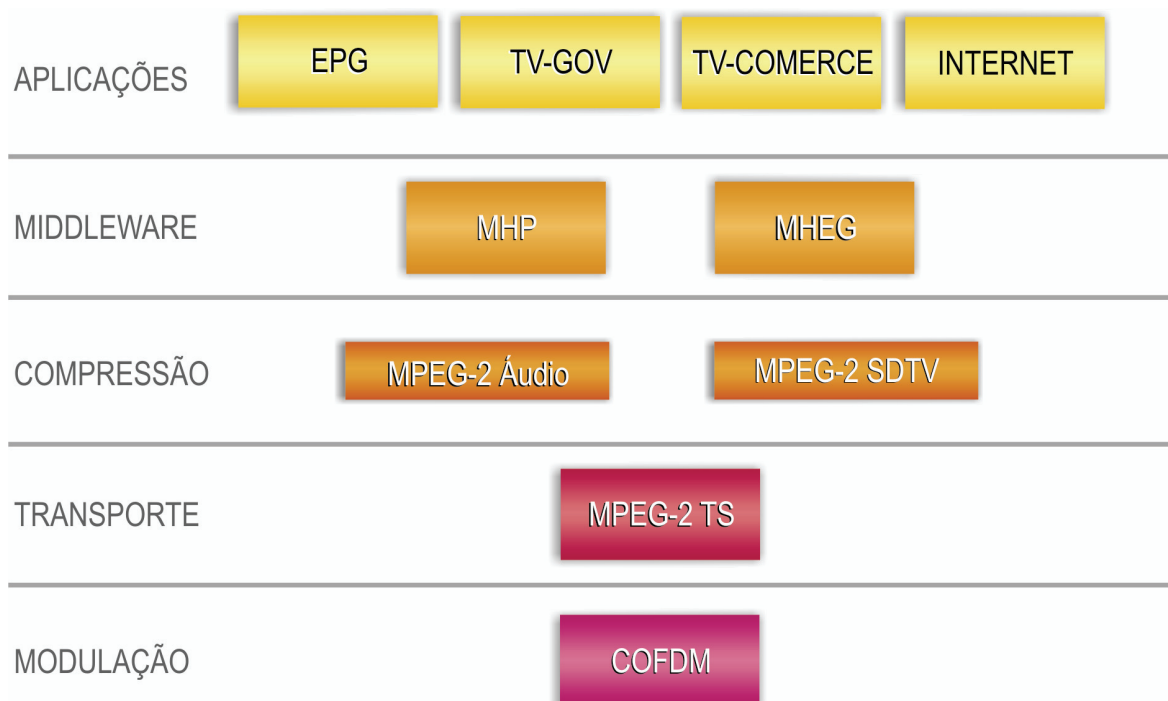 APLICAÇÕES
EPG
TV-GOV
TV-COMERCE
INTERNET
MIDDLEWARE
MHP
MHEG
COMPRESSÃO
MPEG-2 Áudio
MPEG-2 SDTV
TRANSPORTE
MPEG-2 TS
MODULAÇÃO
COFDM